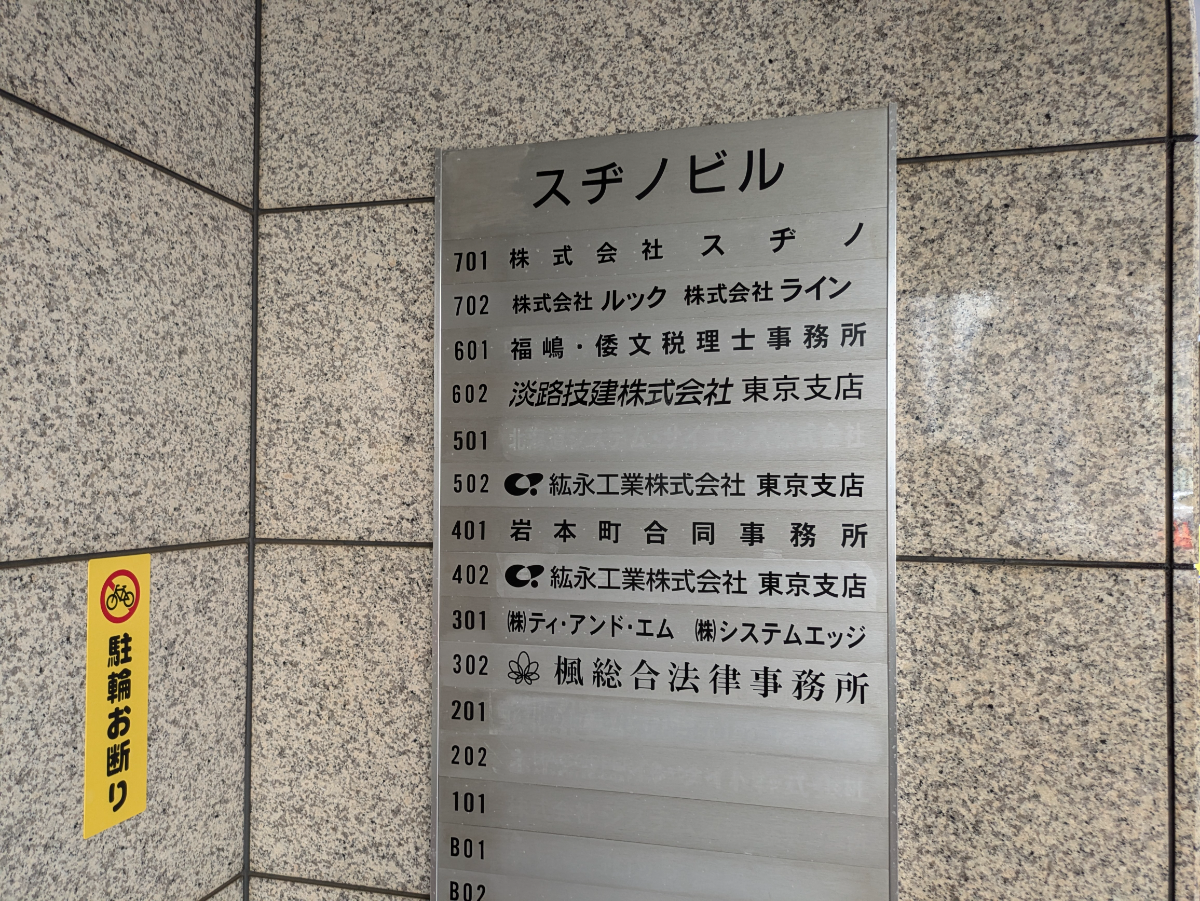 スヂノビル
701 株式会社スヂノ
702 株式会社ルック 株式会社ライン
601 福嶋・倭文税理士事務所
602 淡路技建株式会社 東京支店
501
502 紘永工業株式会社 東京支店
401 岩本町合同事務所
402 紘永工業株式会社 東京支店
301 ㈱ティ・アンド・エム ㈱システムエッジ
302 楓総合法律事務所
201
202
101
B01
B02
駐輪お断り